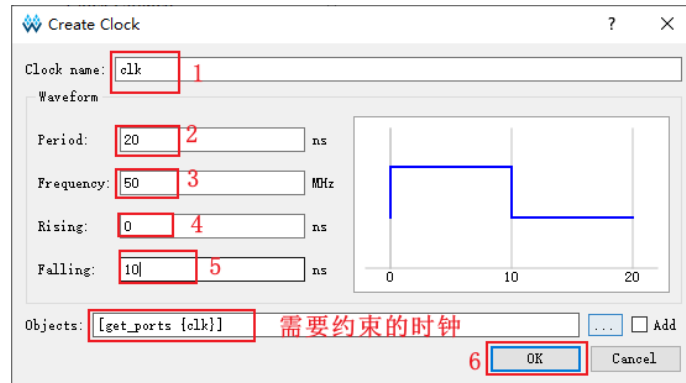 Create Clock ? ×
Clock name: clk 1
Waveform
Period: 20 2 ns
Frequency: 50 3 MHz
Rising: 0 4 ns
Falling: 10 5 ns
0 10 20
Objects: [get_ports {clk}] 需要约束的时钟 ... Add
6 OK Cancel